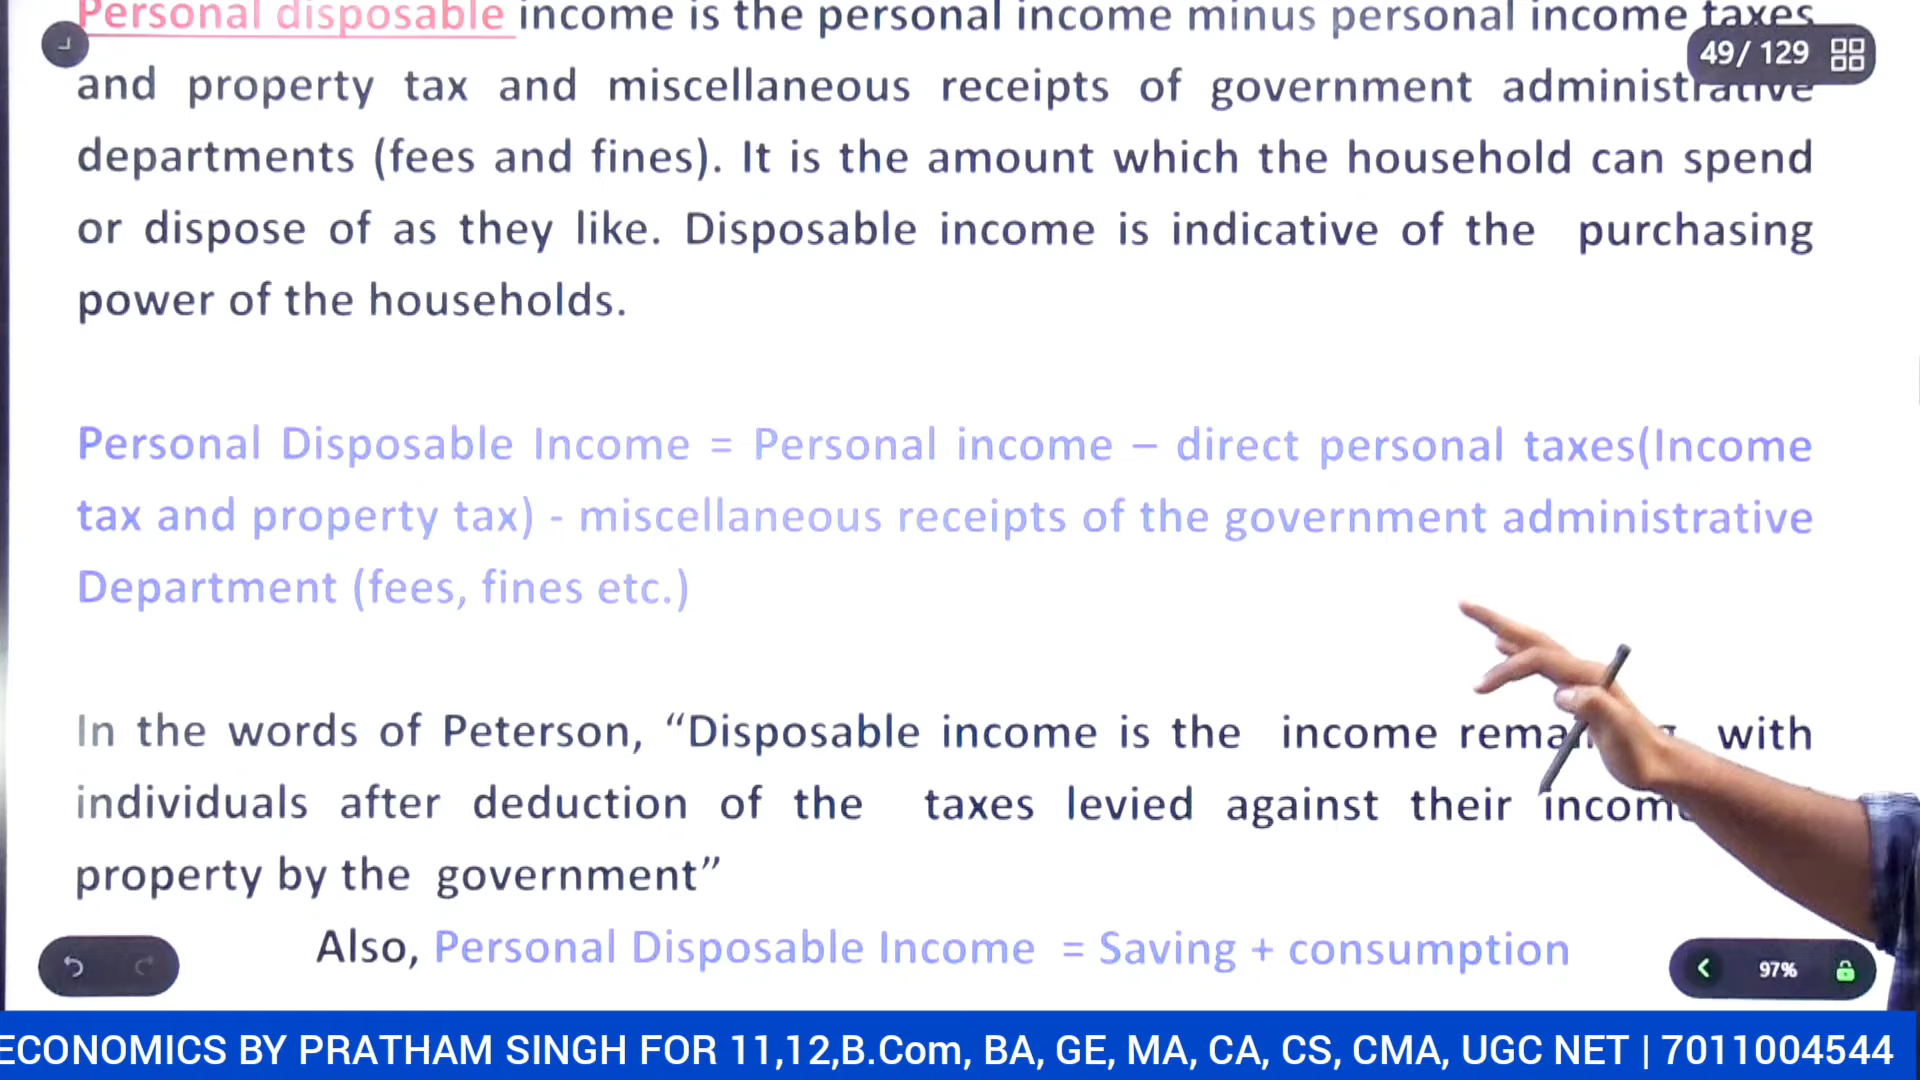 Personal disposable income is the personal income minus personal income taxes
49/ 129
and property tax and miscellaneous receipts of government administrative
departments (fees and fines). It is the amount which the household can spend
or dispose of as they like. Disposable income is indicative of the purchasing
power of the households.
Personal Disposable Income = Personal income – direct personal taxes(Income
tax and property tax) - miscellaneous receipts of the government administrative
Department (fees, fines etc.)
In the words of Peterson, “Disposable income is the income with
individuals after deduction of the taxes levied against their
property by the government”
Also, Personal Disposable Income = Saving + consumption
97%
ECONOMICS BY PRATHAM SINGH FOR 11,12,B.Com, BA, GE, MA, CA, CS, CMA, UGC NET | 7011004544